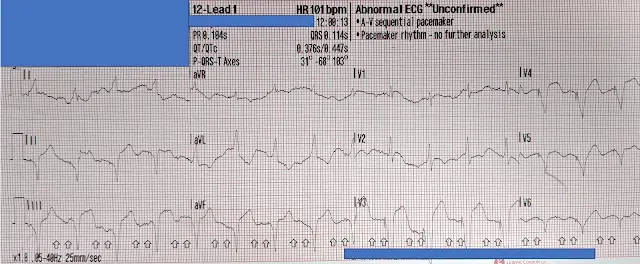 12-Lead 1 HR 101 bpm Abnormal ECG **Unconfirmed**
12:00:13 • A-V sequential pacemaker
PR 0.184s QRS 0.114s • Pacemaker rhythm - no further analysis
QT/QTc 0.376s/0.447s
P-QRS-T Axes 31° -68° 103°
I aVR V1 V4
II aVL V2 V5
III aVF V3 V6
x1.0 .05-40Hz 25mm/sec